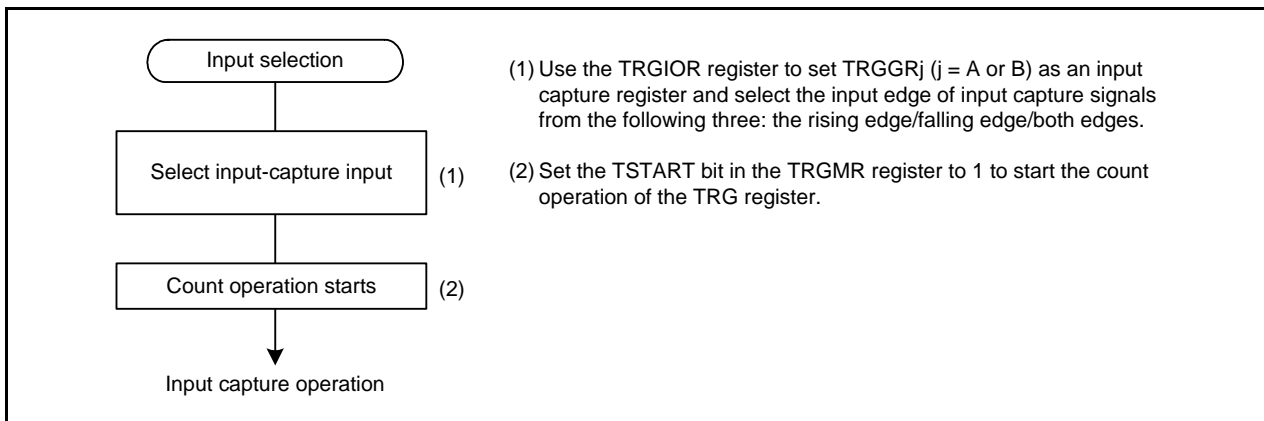 Input selection
Select input-capture input
(1)
Count operation starts
(2)
Input capture operation
(1) Use the TRGIOR register to set TRGGRj (j = A or B) as an input
capture register and select the input edge of input capture signals
from the following three: the rising edge/falling edge/both edges.
(2) Set the TSTART bit in the TRGMR register to 1 to start the count
operation of the TRG register.